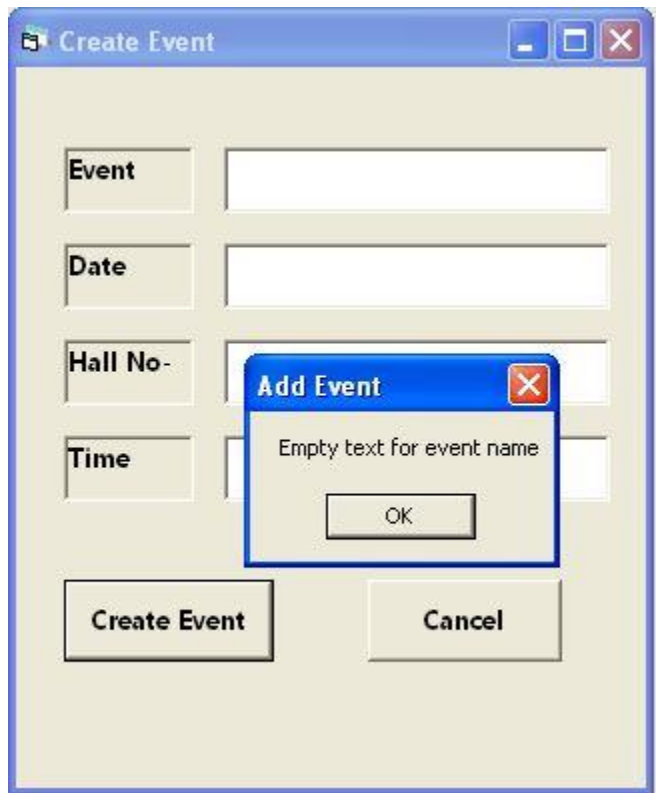 Create Event
Event
Date
Hall No-
Add Event
Empty text for event name
Time
OK
Create Event
Cancel